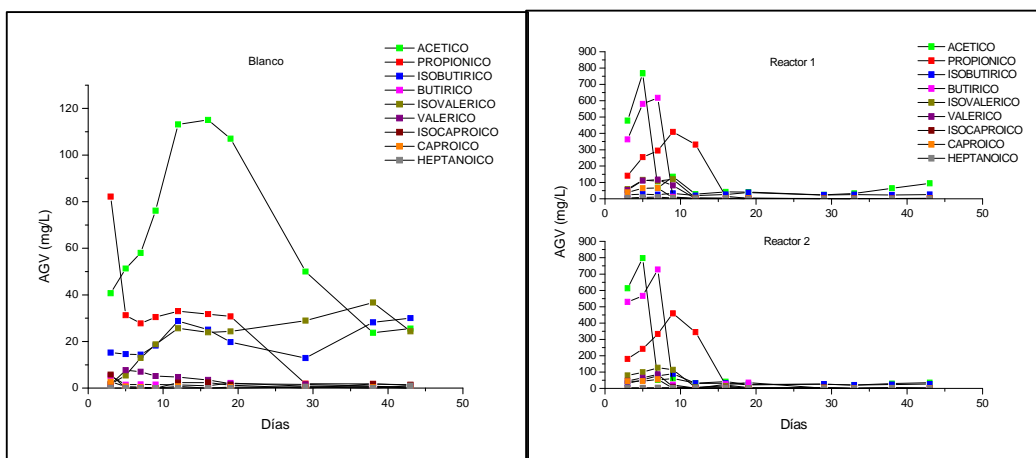 Blanco
ACETICO
PROPIONICO
ISOBUTIRICO
BUTIRICO
ISOVALERICO
VALERICO
ISOCAPROICO
CAPROICO
HEPTANOICO
AGV (mg/L)
120
100
80
60
40
20
0
0 10 20 30 40 50
Días
Reactor 1
ACETICO
PROPIONICO
ISOBUTIRICO
BUTIRICO
ISOVALERICO
VALERICO
ISOCAPROICO
CAPROICO
HEPTANOICO
900
800
700
600
500
400
300
200
100
0
0 10 20 30 40 50
AGV (mg/L)
Reactor 2
900
800
700
600
500
400
300
200
100
0
0 10 20 30 40 50
Días